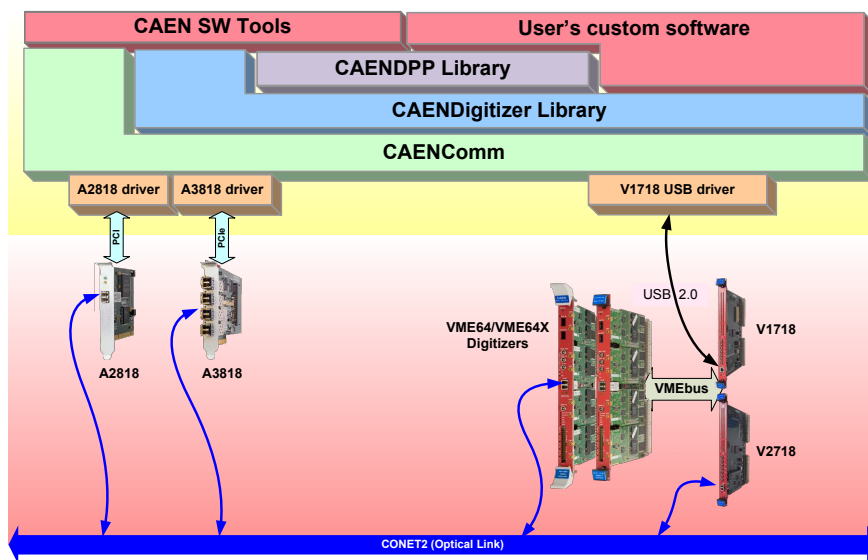 CAEN SW Tools
User's custom software
CAENDPP Library
CAENDigitizer Library
CAENComm
A2818 driver
A3818 driver
V1718 USB driver
PCI
PCIe
USB 2.0
VME64/VME64X
Digitizers
V1718
A2818
A3818
VMEbus
V2718
CONET2 (Optical Link)